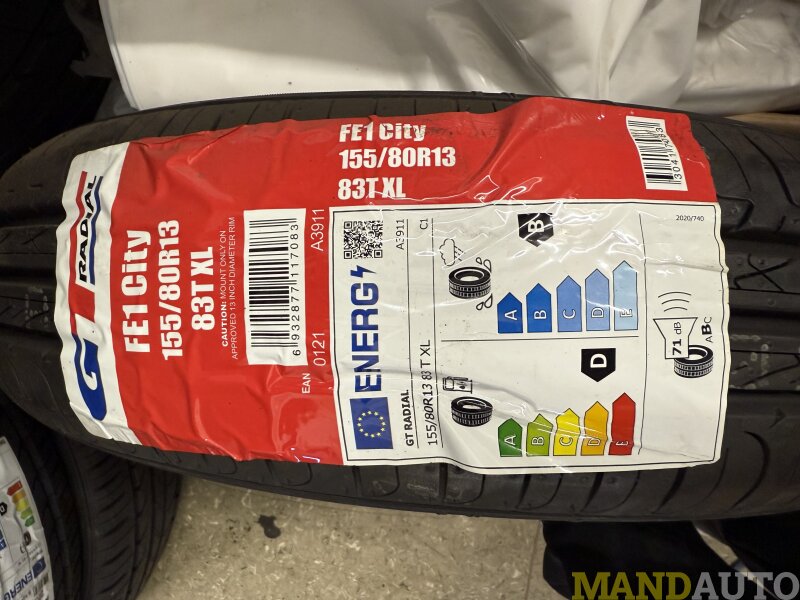 GT RADIAL
FE1 City
155/80R13
83T XL
CAUTION: MOUNT ONLY ON
APPROVED 13 INCH DIAMETER RIM
6 932877 117083
A3911
EAN
0121
FE1 City
155/80R13
83T XL
ENERG
A3911
C1
2020/740
GT RADIAL
155/80R13 83 T XL
B
A
B
C
D
E
D
A
B
C
D
E
71 dB
ABC
MANDAUTO